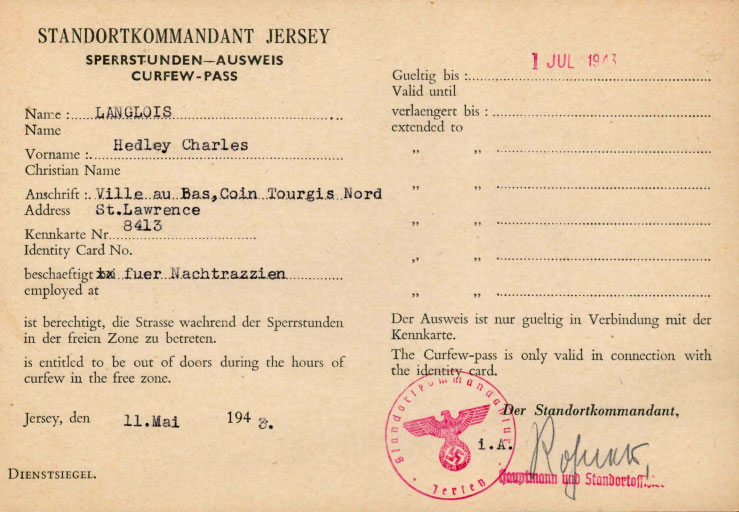 STANDORTKOMMANDANT JERSEY
SPERRSTUNDEN—AUSWEIS
CURFEW-PASS
Name : LANGLOIS
Name
Vorname : Hedley Charles
Christian Name
Anschrift : Ville au Bas,Coin Tourgis Nord
Address St.Lawrence
Kennkarte Nr 8413
Identity Card No.
beschaeftigt fuer Nachtrazzien
employed at
ist berechtigt, die Strasse waehrend der Sperrstunden
in der freien Zone zu betreten.
is entitled to be out of doors during the hours of
curfew in the free zone.
Jersey, den 11.Mai 194 3.
DIENSTSIEGEL.
Gueltig bis : 1 JUL 1943
Valid until
verlaengert bis :
extended to
„ „
„ „
„ „
„ „
„ „
Der Ausweis ist nur gueltig in Verbindung mit der
Kennkarte.
The Curfew-pass is only valid in connection with
the identity card.
Standortkommandantur
Jersey
Der Standortkommandant,
i.A.
Hauptmann und Standortoff